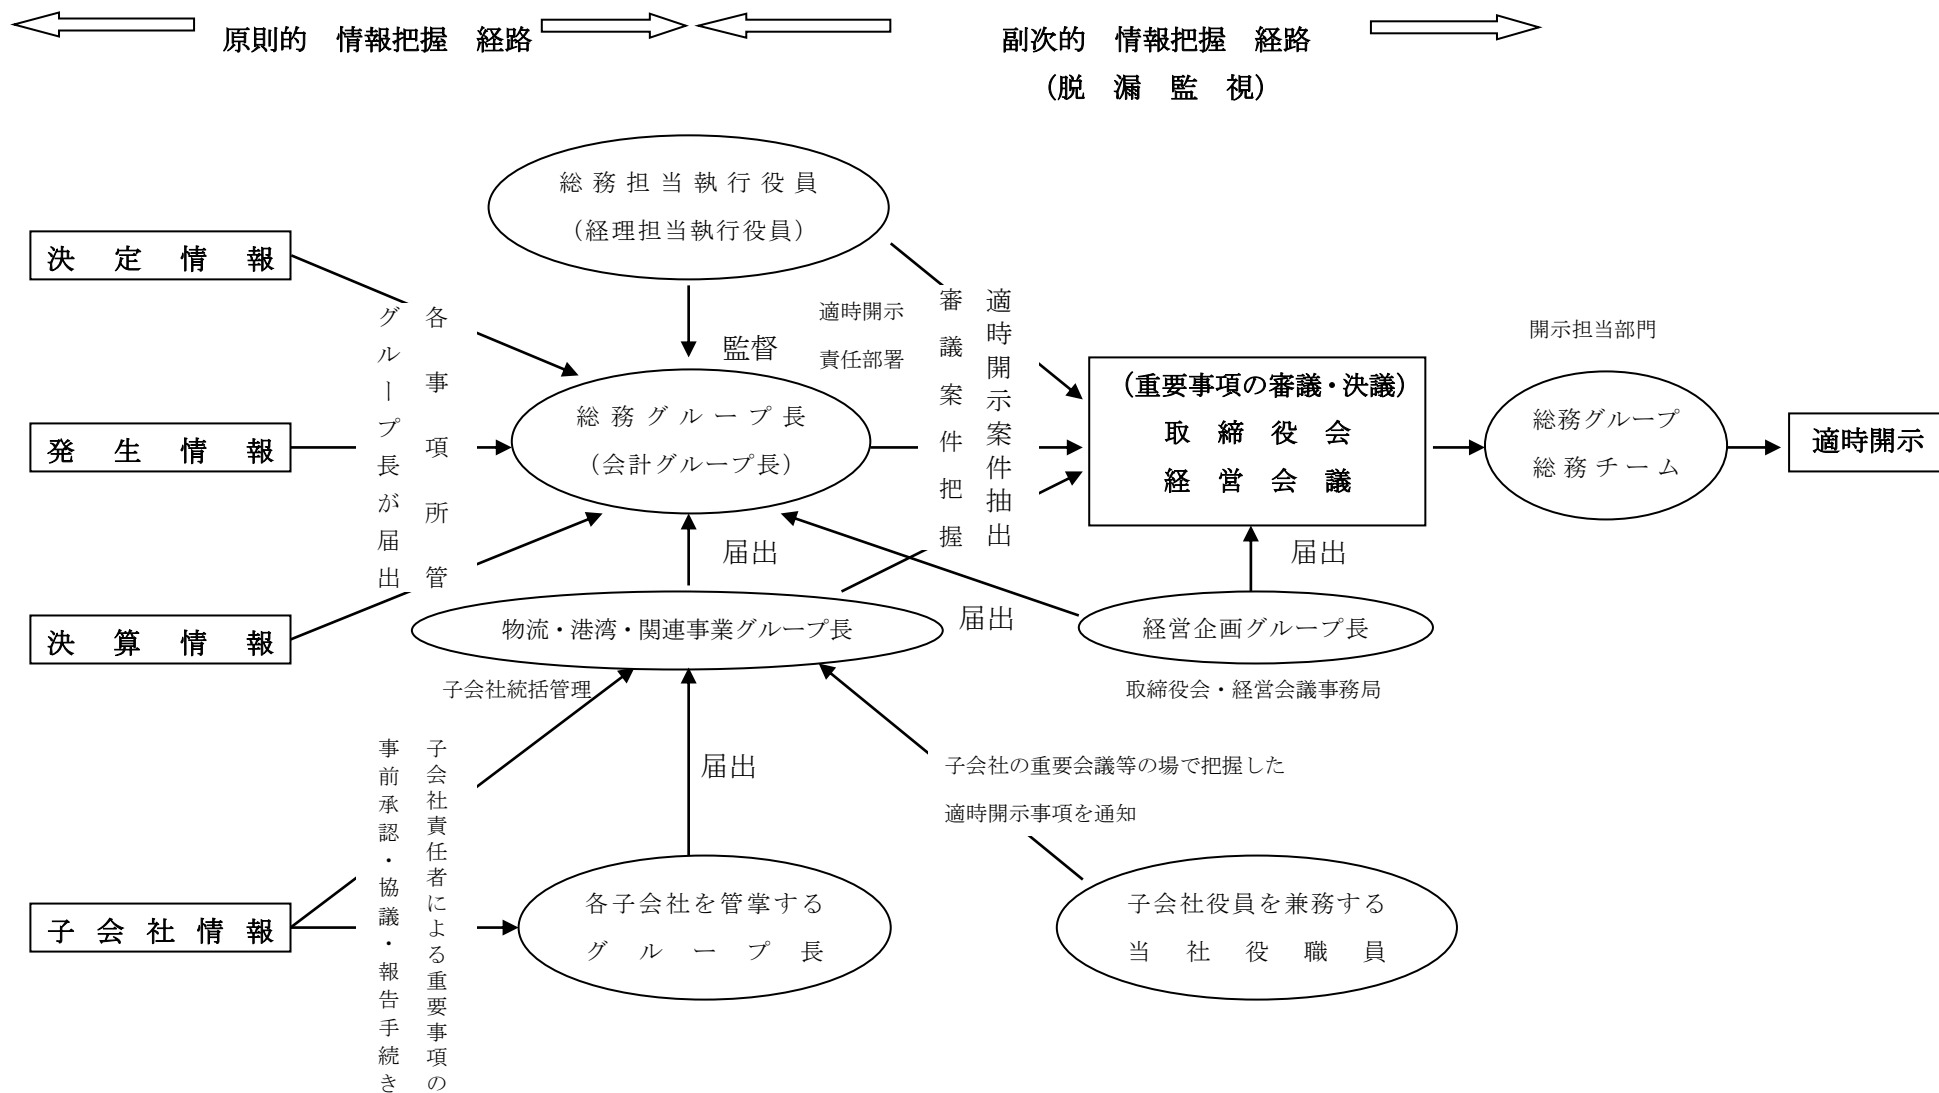 原則的　情報把握　経路
副次的　情報把握　経路
（脱　漏　監　視）
総務担当執行役員
（経理担当執行役員）
決定情報
各事項所管
グループ長が届出
監督
適時開示
責任部署
適時開示案件抽出
審議案件把握
開示担当部門
発生情報
総務グループ長
（会計グループ長）
（重要事項の審議・決議）
取締役会
経営会議
総務グループ
総務チーム
適時開示
届出
届出
届出
決算情報
物流・港湾・関連事業グループ長
経営企画グループ長
子会社統括管理
取締役会・経営会議事務局
子会社責任者による重要事項の
事前承認・協議・報告手続き
届出
子会社の重要会議等の場で把握した
適時開示事項を通知
子会社情報
各子会社を管掌する
グループ長
子会社役員を兼務する
当社役職員